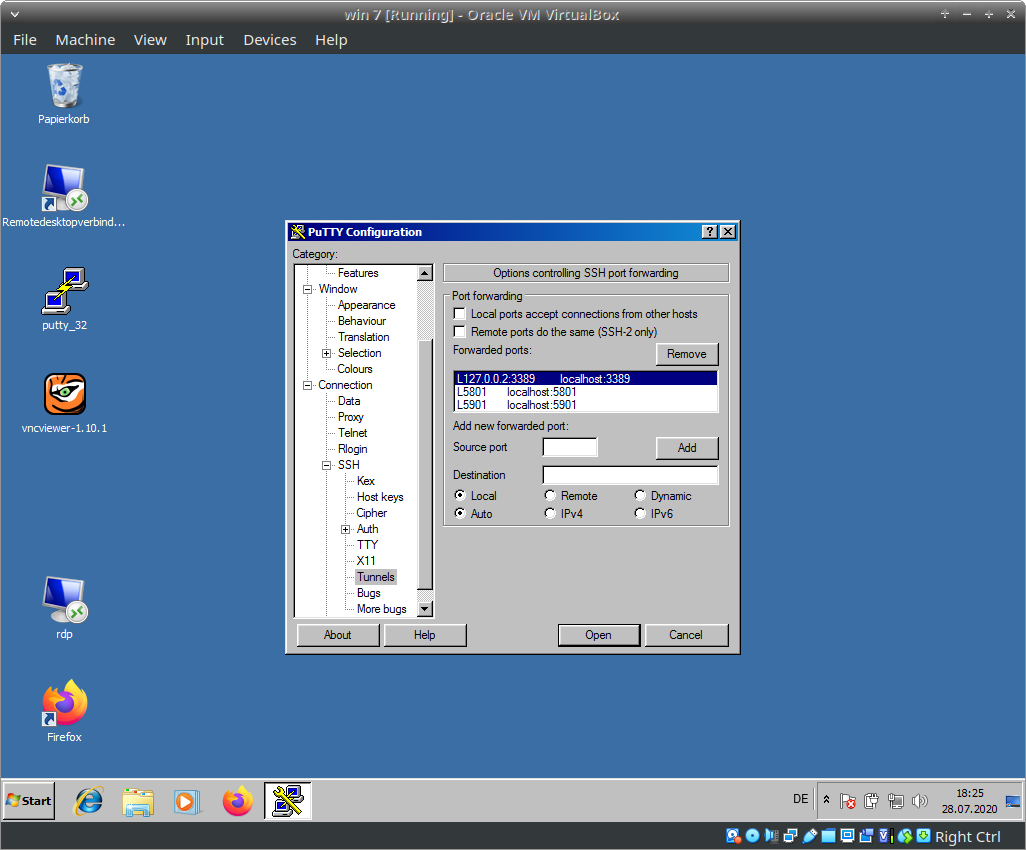 win 7 [Running] - Oracle VM VirtualBox
File Machine View Input Devices Help
Papierkorb
Remotedesktopverbind...
putty_32
vncviewer-1.10.1
rdp
Firefox
PuTTY Configuration
Category:
Features
Window
Appearance
Behaviour
Translation
Selection
Colours
Connection
Data
Proxy
Telnet
Rlogin
SSH
Kex
Host keys
Cipher
Auth
TTY
X11
Tunnels
Bugs
More bugs
Options controlling SSH port forwarding
Port forwarding
Local ports accept connections from other hosts
Remote ports do the same (SSH-2 only)
Forwarded ports:
Remove
L127.0.0.2:3389 localhost:3389
L5801 localhost:5801
L5901 localhost:5901
Add new forwarded port:
Source port
Add
Destination
Local Remote Dynamic
Auto IPv4 IPv6
About Help Open Cancel
Start
DE
18:25
28.07.2020
Right Ctrl